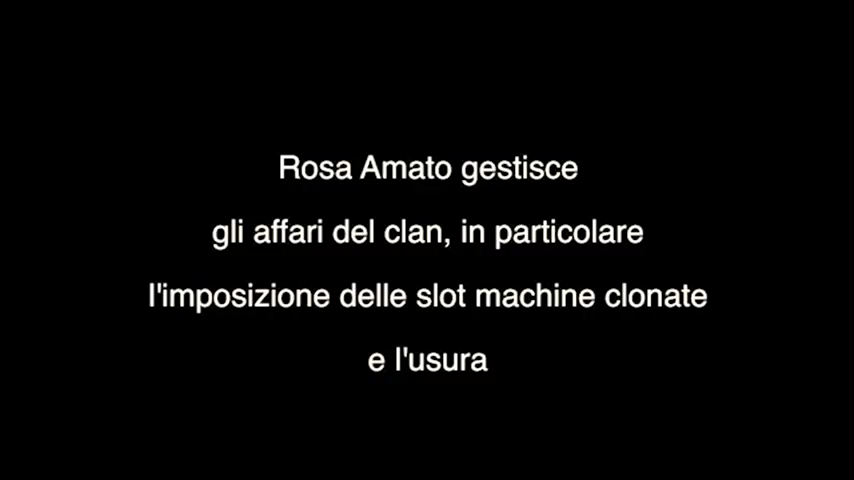 Rosa Amato gestisce
gli affari del clan, in particolare
l'imposizione delle slot machine clonate
e l'usura